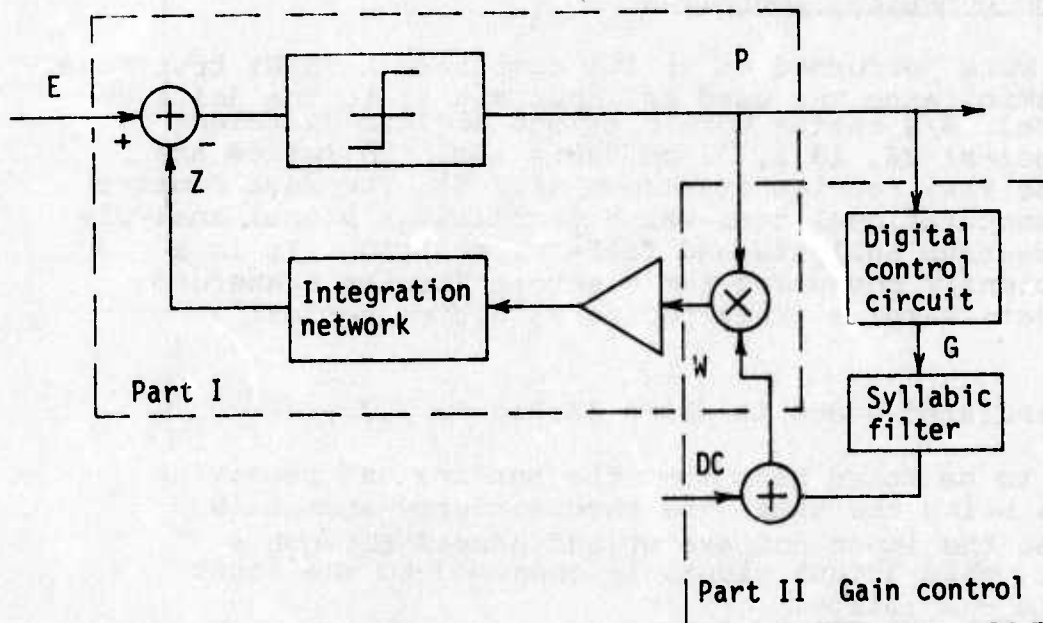 E
P
+
-
Z
Integration
network
Digital
control
circuit
G
W
Syllabic
filter
Part I
DC
Part II Gain control